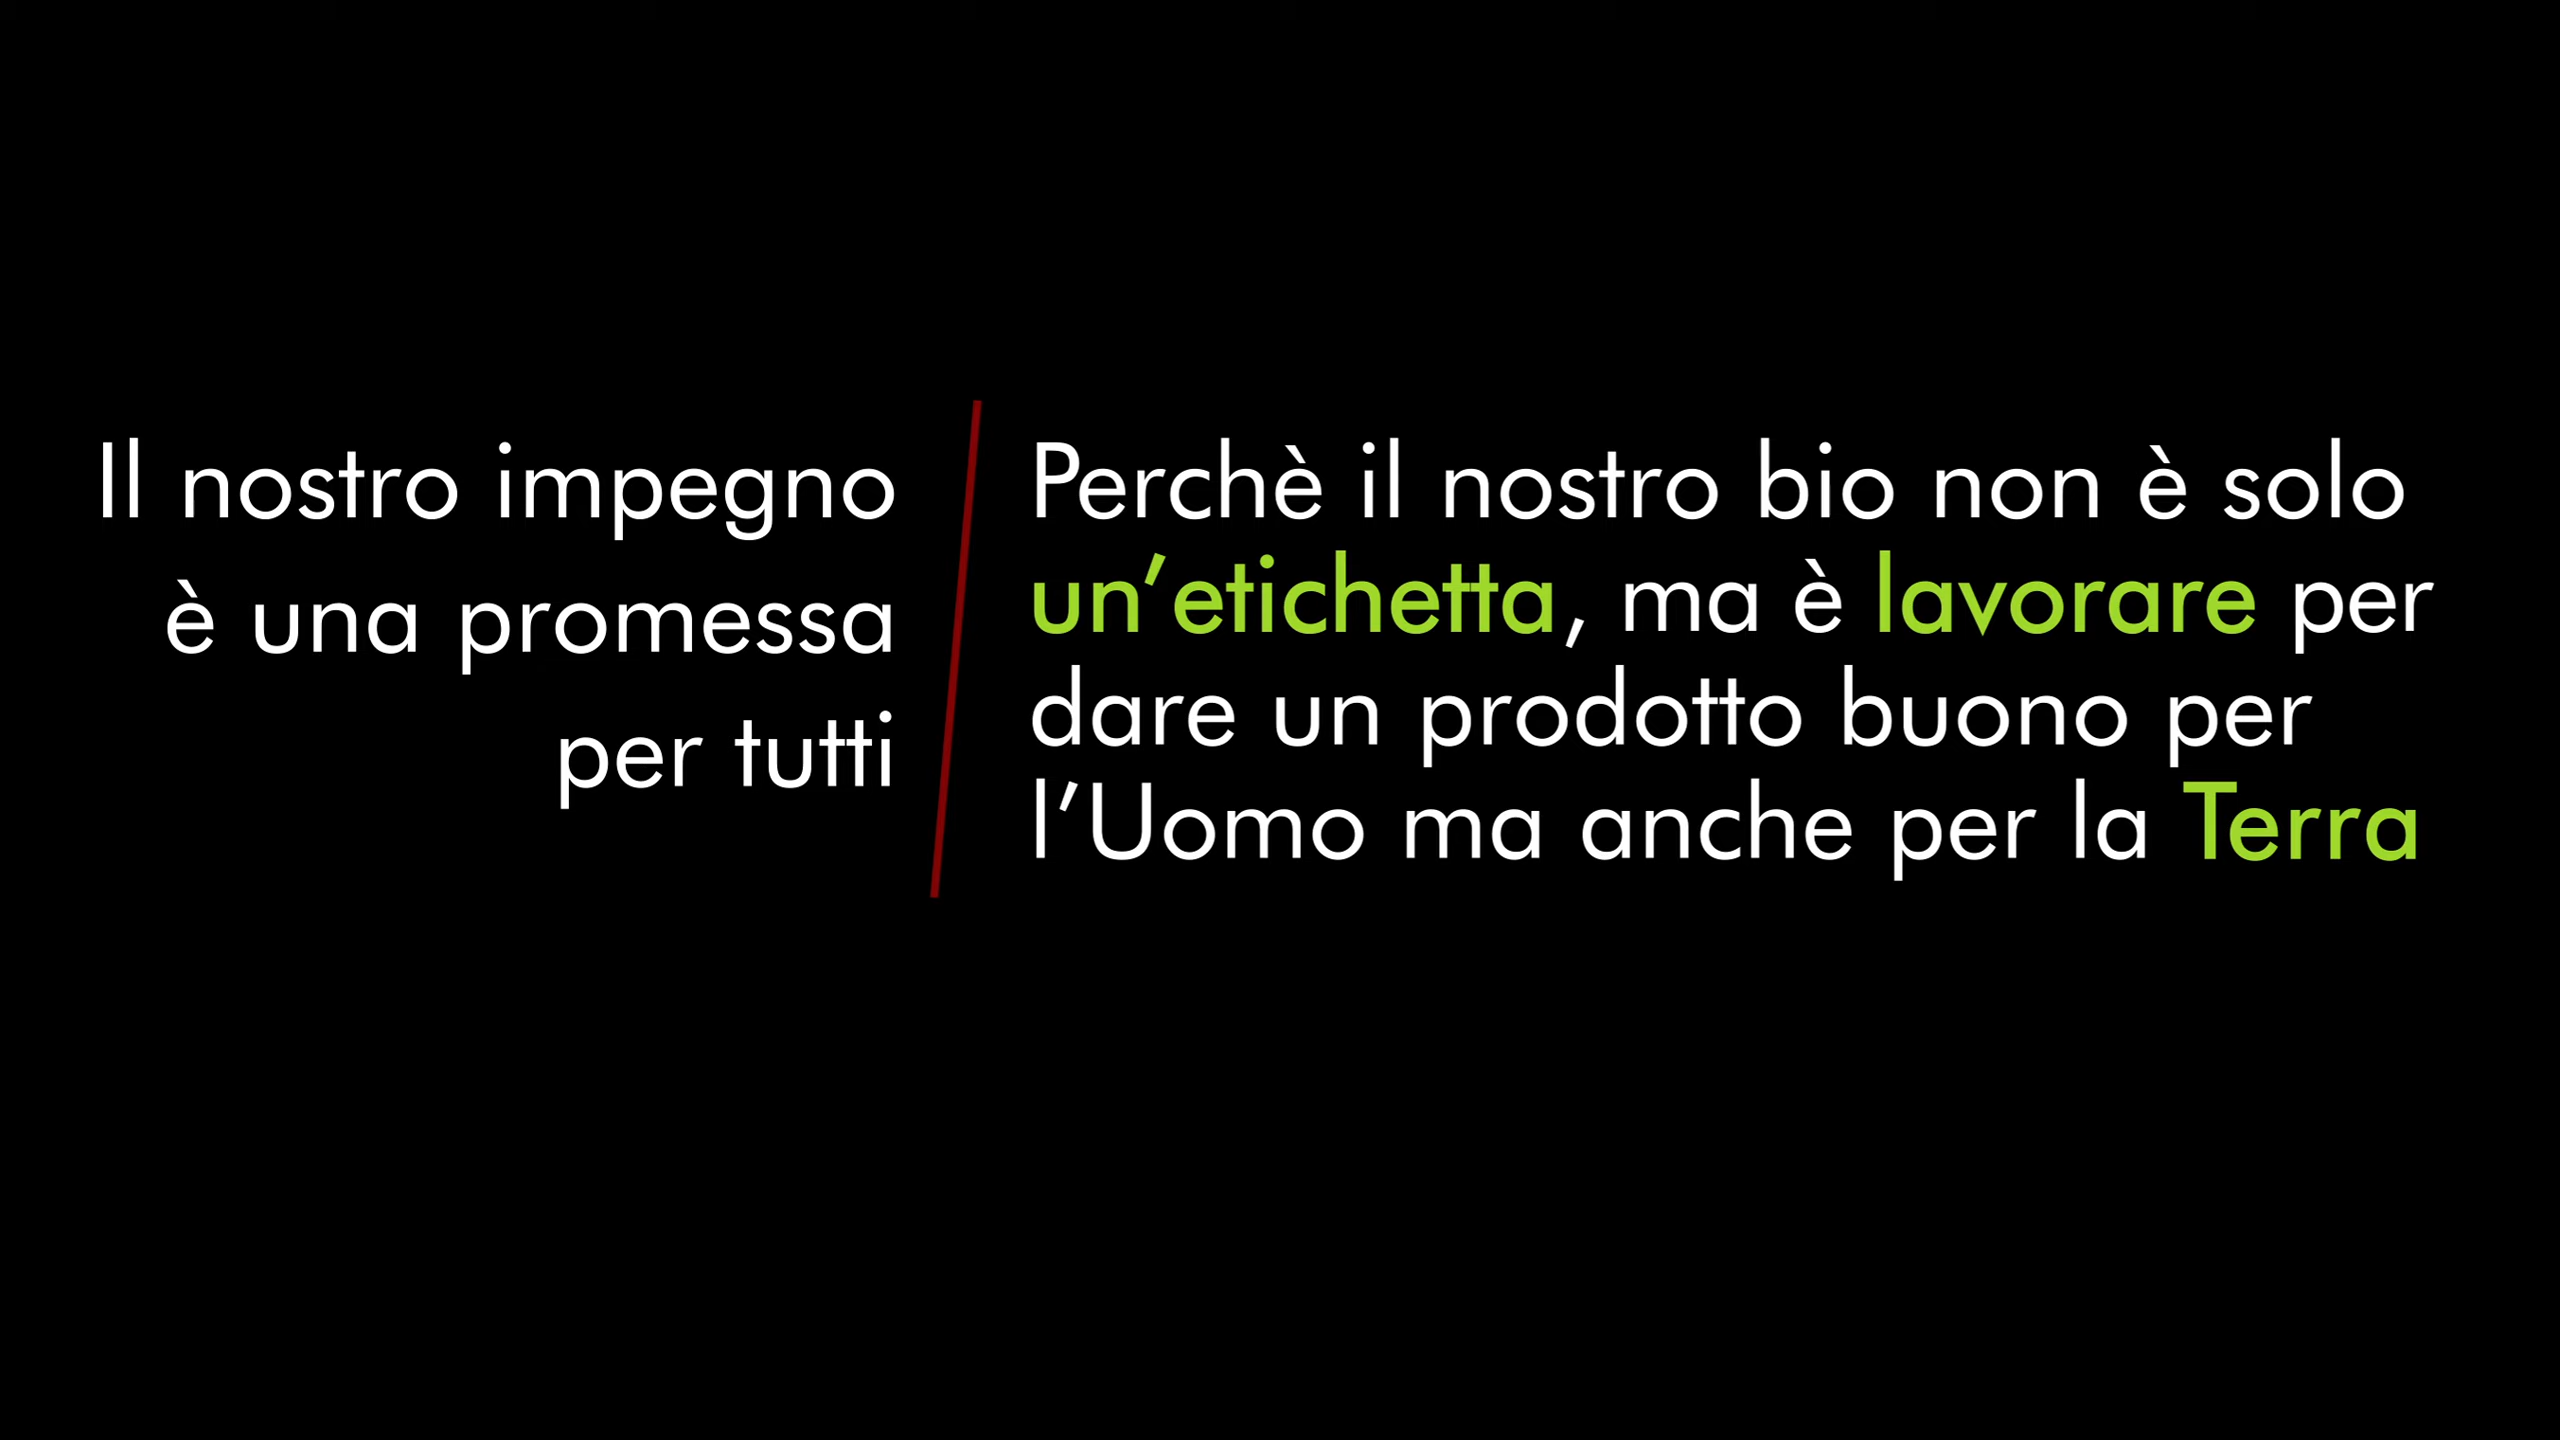 Il nostro impegno
è una promessa
per tutti
Perchè il nostro bio non è solo
un’etichetta, ma è lavorare per
dare un prodotto buono per
l’Uomo ma anche per la Terra